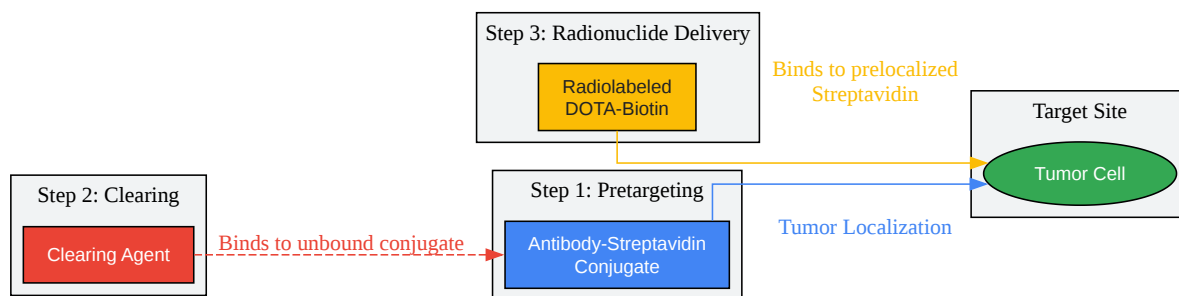 Step 3: Radionuclide Delivery
Radiolabeled
DOTA-Biotin
Binds to prelocalized
Streptavidin
Target Site
Tumor Cell
Step 2: Clearing
Clearing Agent
Binds to unbound conjugate
Step 1: Pretargeting
Antibody-Streptavidin
Conjugate
Tumor Localization